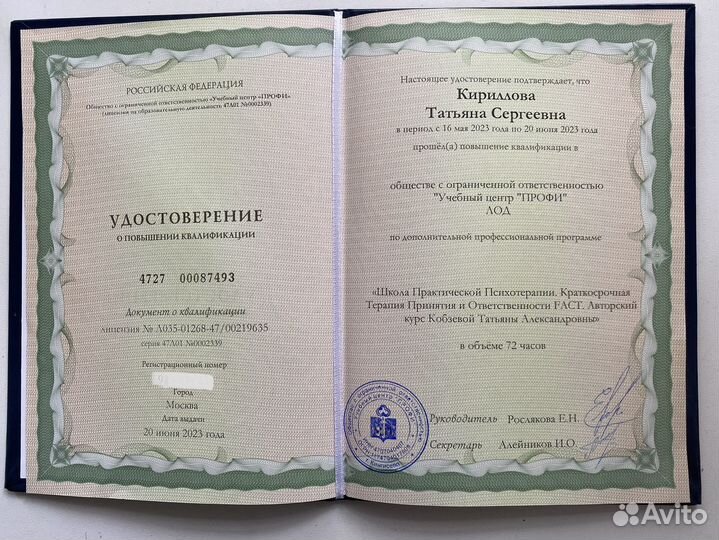 РОССИЙСКАЯ ФЕДЕРАЦИЯ
Общество с ограниченной ответственностью «Учебный центр «ПРОФИ»
(лицензия на образовательную деятельность 47Л01 №0002339)
УДОСТОВЕРЕНИЕ
О ПОВЫШЕНИИ КВАЛИФИКАЦИИ
4727 00087493
Документ о квалификации
лицензия № Л035-01268-47/00219635
серия 47Л01 №0002339
Регистрационный номер
Город
Москва
Дата выдачи
20 июня 2023 года
Настоящее удостоверение подтверждает, что
Кириллова
Татьяна Сергеевна
в период с 16 мая 2023 года по 20 июня 2023 года
прошёл(а) повышение квалификации в
обществе с ограниченной ответственностью
"Учебный центр "ПРОФИ"
ЛОД
по дополнительной профессиональной программе
«Школа Практической Психотерапии. Краткосрочная
Терапия Принятия и Ответственности FACT. Авторский
курс Кобзевой Татьяны Александровны»
в объёме 72 часов
Руководитель Рослякова Е.Н.
Секретарь Алейников И.О.
Avito